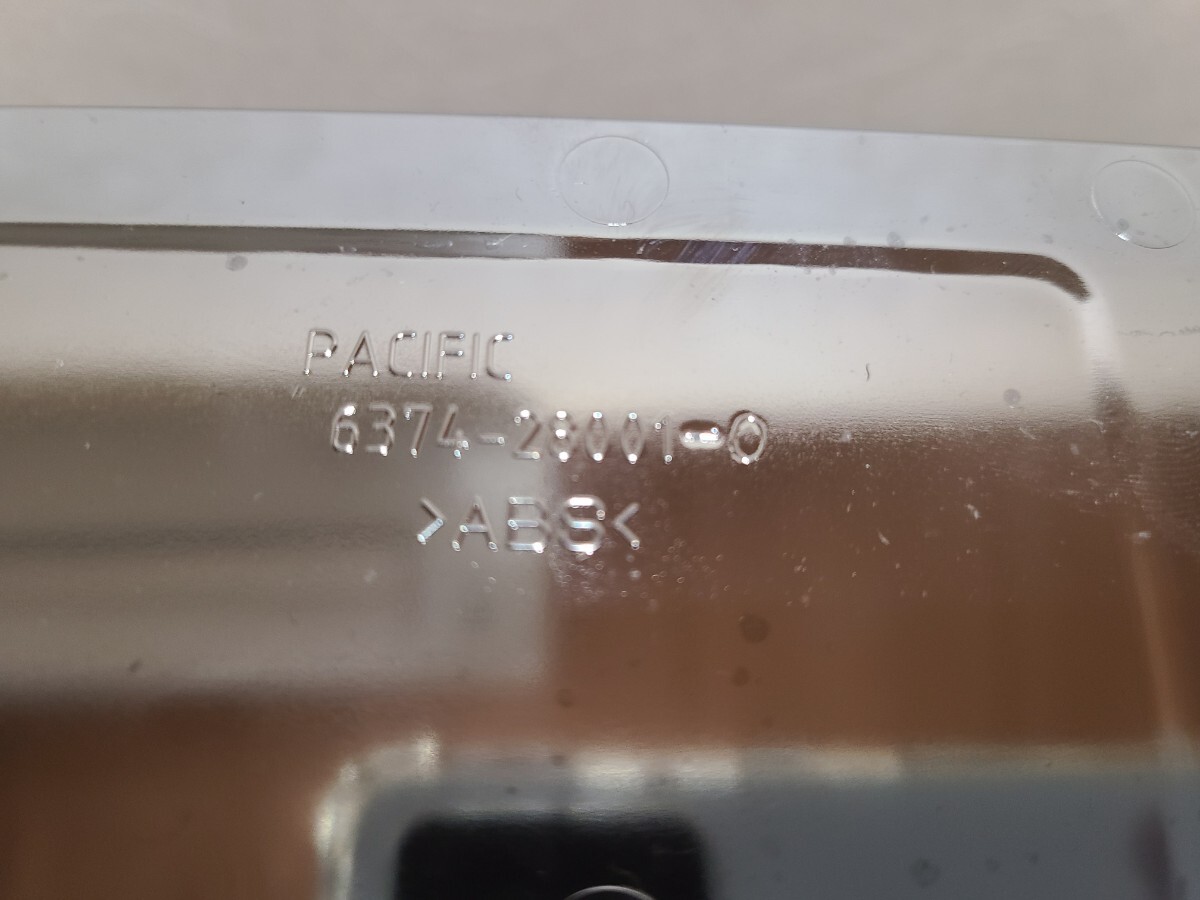 PACIFIC
6374-28001-0
>ABS<